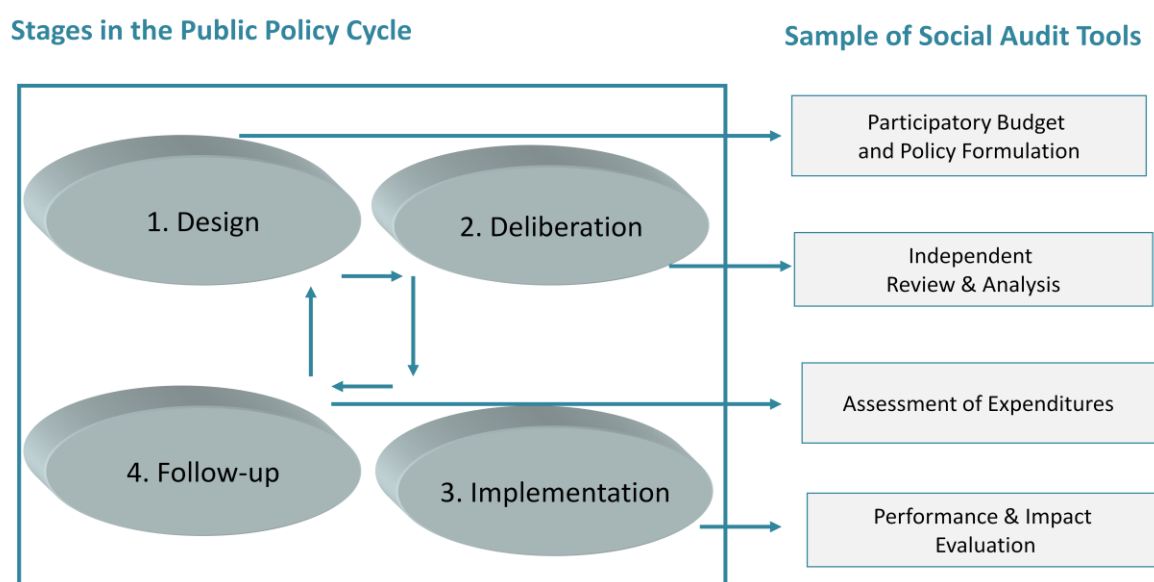 Stages in the Public Policy Cycle
Sample of Social Audit Tools
1. Design
2. Deliberation
4. Follow-up
3. Implementation
Participatory Budget
and Policy Formulation
Independent
Review & Analysis
Assessment of Expenditures
Performance & Impact
Evaluation